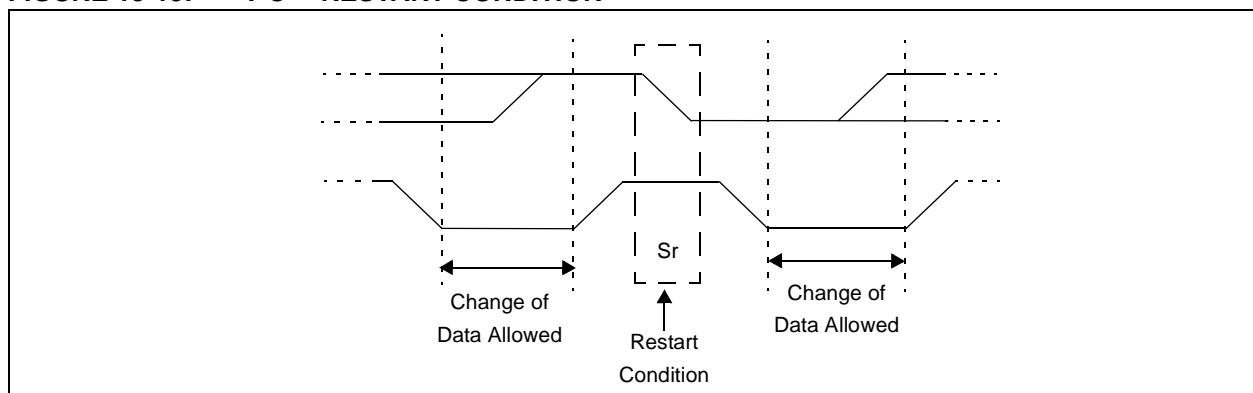 Sr
Change of
Data Allowed
Restart
Condition
Change of
Data Allowed